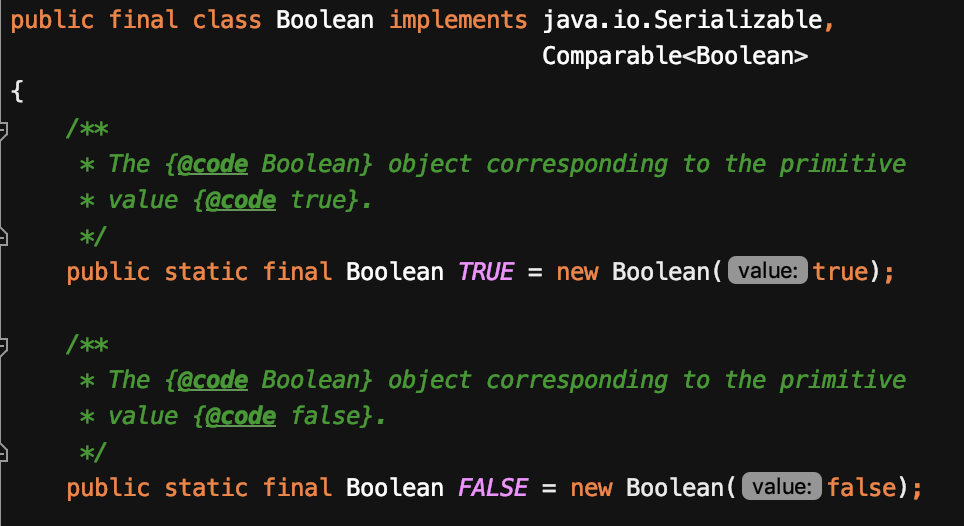 public final class Boolean implements java.io.Serializable,
                                      Comparable<Boolean>
{
    /**
     * The {@code Boolean} object corresponding to the primitive
     * value {@code true}.
     */
    public static final Boolean TRUE = new Boolean( value: true);

    /**
     * The {@code Boolean} object corresponding to the primitive
     * value {@code false}.
     */
    public static final Boolean FALSE = new Boolean( value: false);